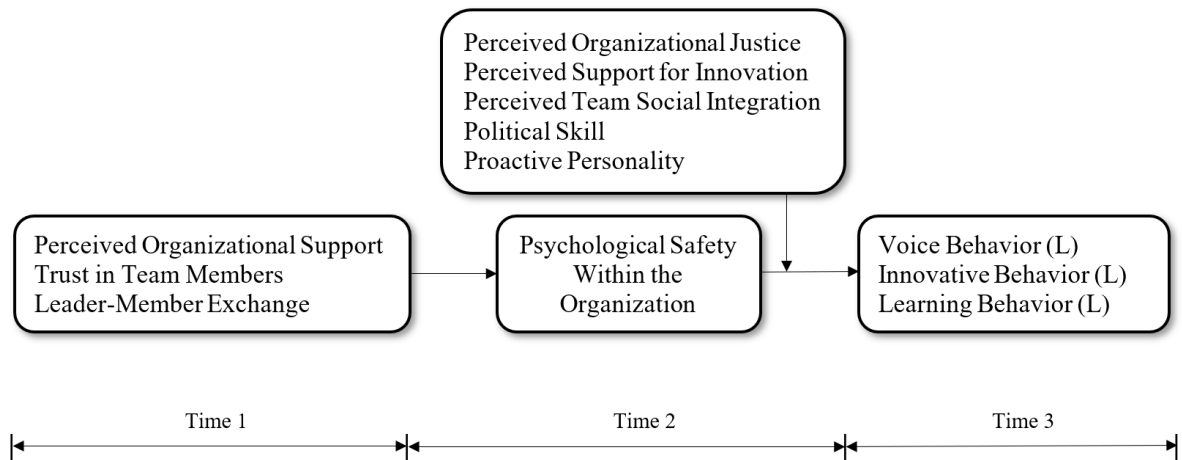 Perceived Organizational Justice
Perceived Support for Innovation
Perceived Team Social Integration
Political Skill
Proactive Personality
Perceived Organizational Support
Trust in Team Members
Leader-Member Exchange
Psychological Safety
Within the
Organization
Voice Behavior (L)
Innovative Behavior (L)
Learning Behavior (L)
Time 1
Time 2
Time 3